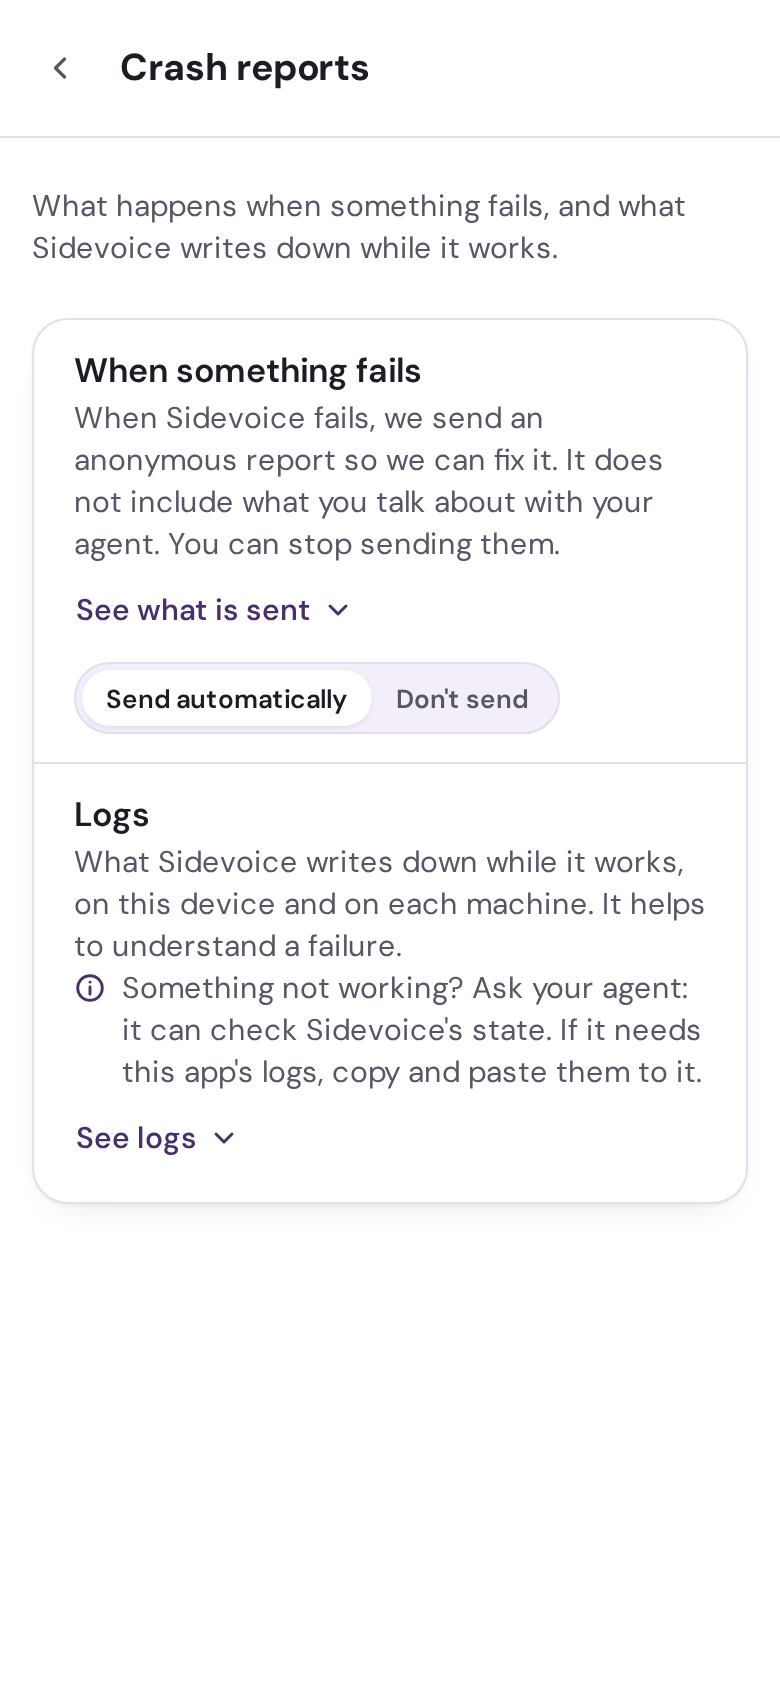 Crash reports
What happens when something fails, and what
Sidevoice writes down while it works.
When something fails
When Sidevoice fails, we send an
anonymous report so we can fix it. It does
not include what you talk about with your
agent. You can stop sending them.
See what is sent
Send automatically
Don't send
Logs
What Sidevoice writes down while it works,
on this device and on each machine. It helps
to understand a failure.
Something not working? Ask your agent:
it can check Sidevoice's state. If it needs
this app's logs, copy and paste them to it.
See logs